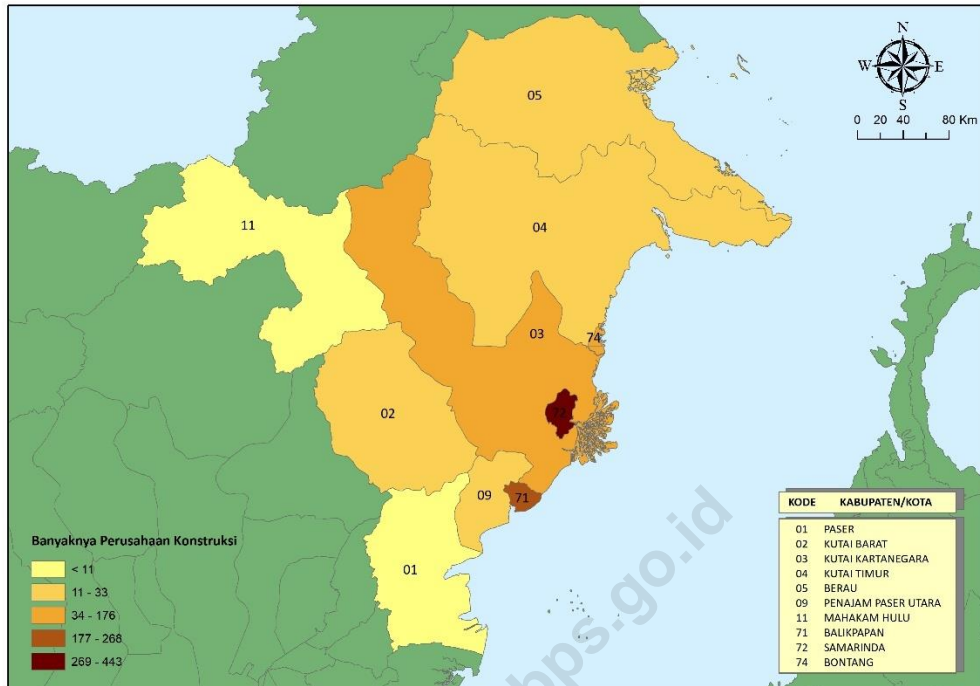 N
W E
S
0 20 40 80 Km
05
11
04
03
74
02
72
09
71
01
Banyaknya Perusahaan Konstruksi
< 11
11 - 33
34 - 176
177 - 268
269 - 443
KODE KABUPATEN/KOTA
01 PASER
02 KUTAI BARAT
03 KUTAI KARTANEGARA
04 KUTAI TIMUR
05 BERAU
09 PENAJAM PASER UTARA
11 MAHAKAM HULU
71 BALIKPAPAN
72 SAMARINDA
74 BONTANG
bps.go.id